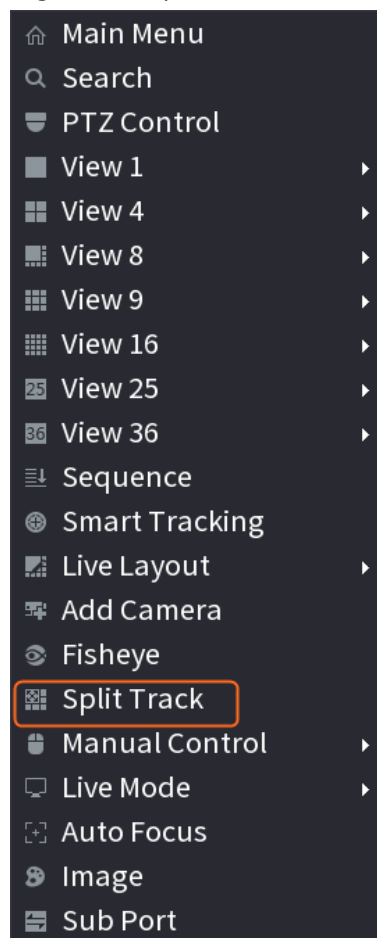 Main Menu
Search
PTZ Control
View 1
View 4
View 8
View 9
View 16
25 View 25
36 View 36
Sequence
Smart Tracking
Live Layout
Add Camera
Fisheye
Split Track
Manual Control
Live Mode
Auto Focus
Image
Sub Port